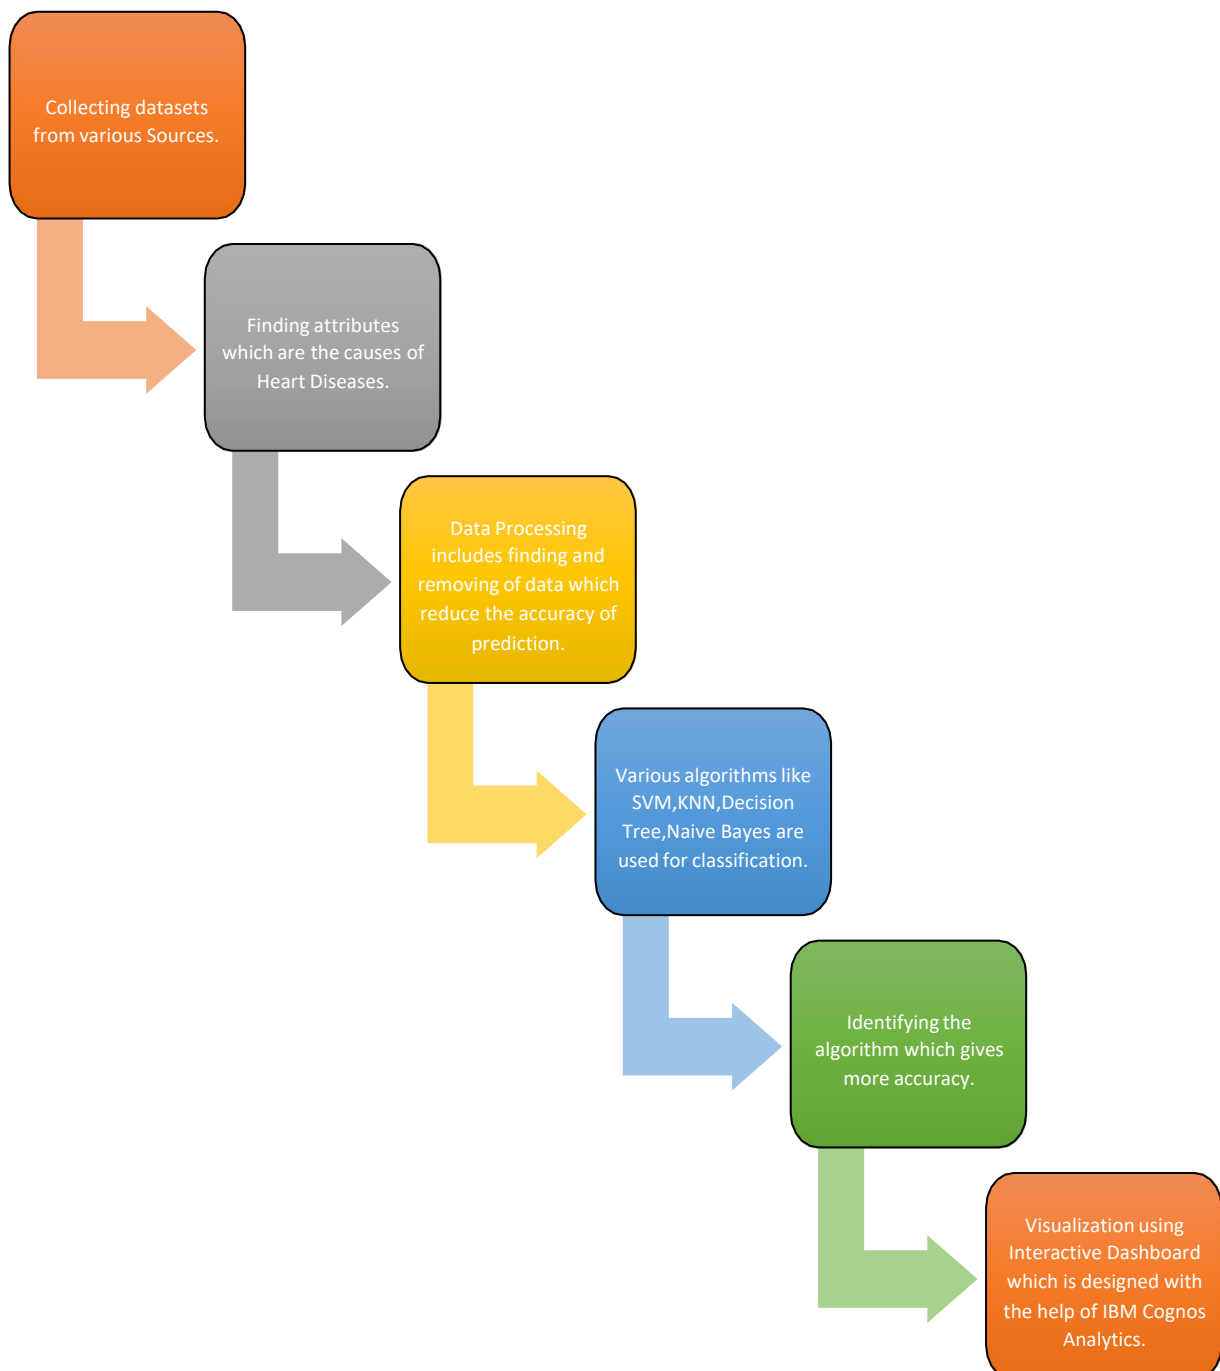 Collecting datasets
from various Sources.
Finding attributes
which are the causes of
Heart Diseases.
Data Processing
includes finding and
removing of data which
reduce the accuracy of
prediction.
Various algorithms like
SVM,KNN,Decision
Tree,Naive Bayes are
used for classification.
Identifying the
algorithm which gives
more accuracy.
Visualization using
Interactive Dashboard
which is designed with
the help of IBM Cognos
Analytics.